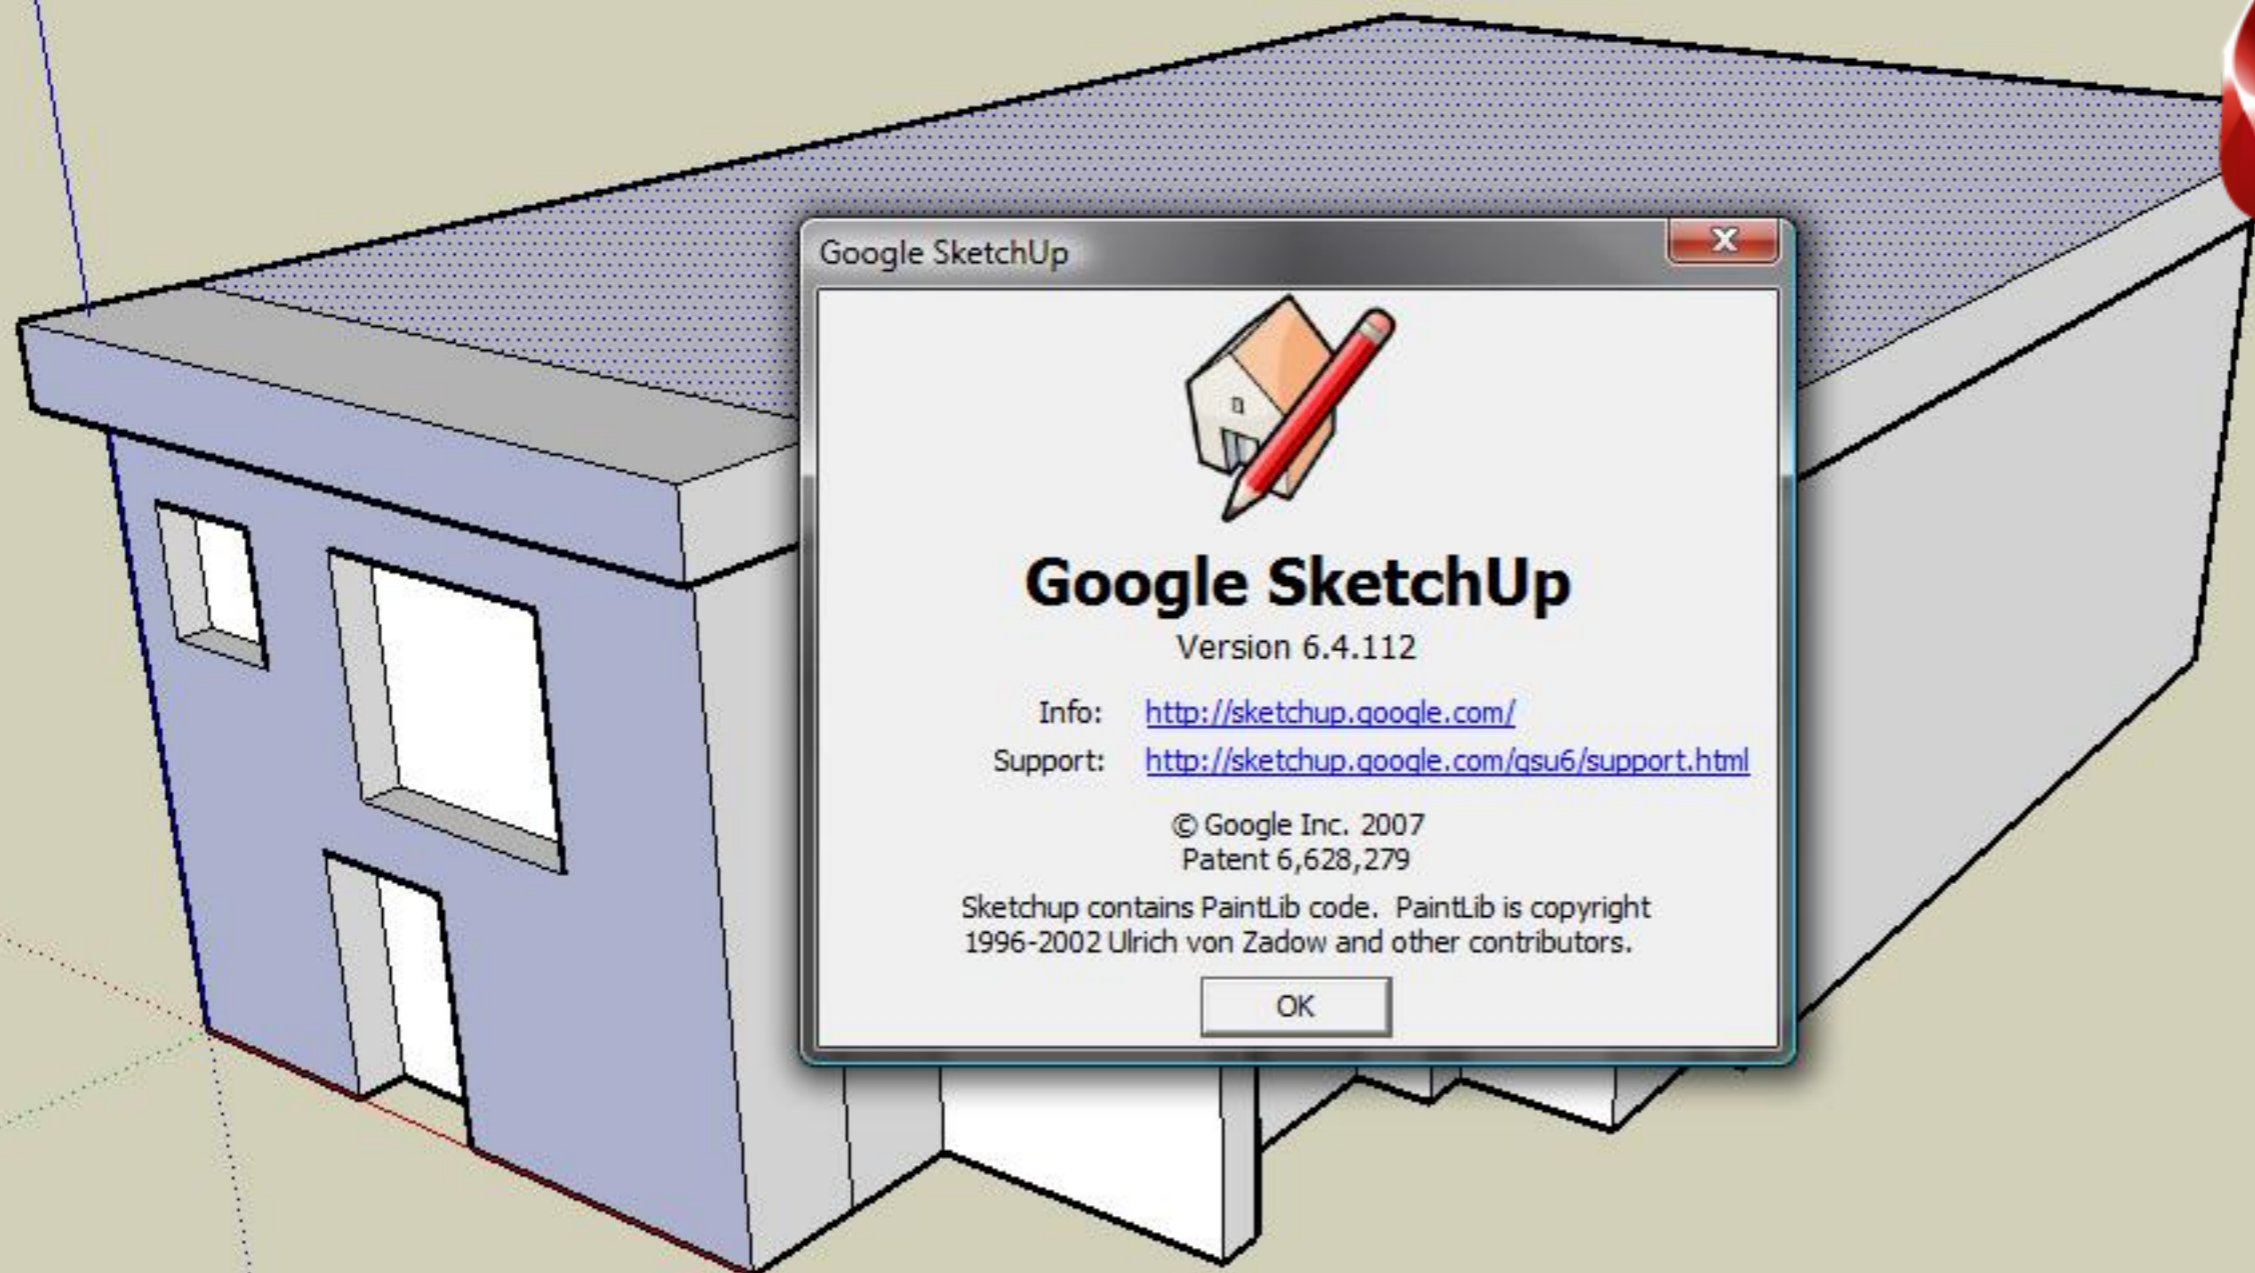 Google SketchUp
Google SketchUp
Version 6.4.112
Info: http://sketchup.google.com/
Support: http://sketchup.google.com/gsu6/support.html
© Google Inc. 2007
Patent 6,628,279
Sketchup contains PaintLib code. PaintLib is copyright
1996-2002 Ulrich von Zadow and other contributors.
OK